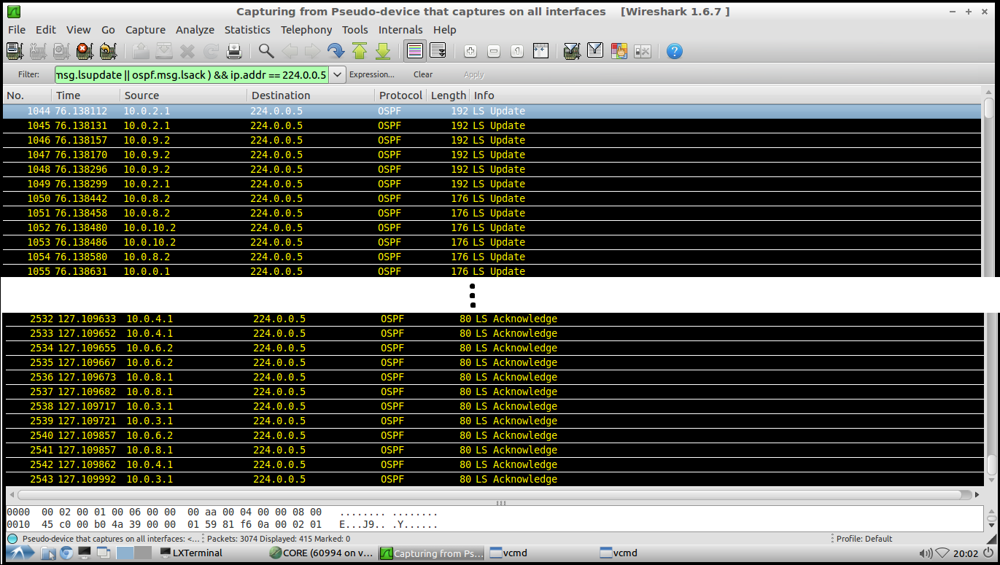 Capturing from Pseudo-device that captures on all interfaces [Wireshark 1.6.7 ]
File Edit View Go Capture Analyze Statistics Telephony Tools Internals Help
Filter: msg.lsupdate || ospf.msg.lsack ) && ip.addr == 224.0.0.5 Expression... Clear Apply
No. Time Source Destination Protocol Length Info
1044 76.138112 10.0.2.1 224.0.0.5 OSPF 192 LS Update
1045 76.138131 10.0.2.1 224.0.0.5 OSPF 192 LS Update
1046 76.138157 10.0.9.2 224.0.0.5 OSPF 192 LS Update
1047 76.138170 10.0.9.2 224.0.0.5 OSPF 192 LS Update
1048 76.138296 10.0.9.2 224.0.0.5 OSPF 192 LS Update
1049 76.138299 10.0.2.1 224.0.0.5 OSPF 192 LS Update
1050 76.138442 10.0.8.2 224.0.0.5 OSPF 176 LS Update
1051 76.138458 10.0.8.2 224.0.0.5 OSPF 176 LS Update
1052 76.138480 10.0.10.2 224.0.0.5 OSPF 176 LS Update
1053 76.138486 10.0.10.2 224.0.0.5 OSPF 176 LS Update
1054 76.138580 10.0.8.2 224.0.0.5 OSPF 176 LS Update
1055 76.138631 10.0.0.1 224.0.0.5 OSPF 176 LS Update
2532 127.109633 10.0.4.1 224.0.0.5 OSPF 80 LS Acknowledge
2533 127.109652 10.0.4.1 224.0.0.5 OSPF 80 LS Acknowledge
2534 127.109655 10.0.6.2 224.0.0.5 OSPF 80 LS Acknowledge
2535 127.109667 10.0.6.2 224.0.0.5 OSPF 80 LS Acknowledge
2536 127.109673 10.0.8.1 224.0.0.5 OSPF 80 LS Acknowledge
2537 127.109682 10.0.8.1 224.0.0.5 OSPF 80 LS Acknowledge
2538 127.109717 10.0.3.1 224.0.0.5 OSPF 80 LS Acknowledge
2539 127.109721 10.0.3.1 224.0.0.5 OSPF 80 LS Acknowledge
2540 127.109857 10.0.6.2 224.0.0.5 OSPF 80 LS Acknowledge
2541 127.109857 10.0.8.1 224.0.0.5 OSPF 80 LS Acknowledge
2542 127.109862 10.0.4.1 224.0.0.5 OSPF 80 LS Acknowledge
2543 127.109992 10.0.3.1 224.0.0.5 OSPF 80 LS Acknowledge
0000 00 02 00 01 00 06 00 00 00 aa 00 04 00 00 08 00 ........ ........
0010 45 c0 00 b0 4a 39 00 00 01 59 81 f6 0a 00 02 01 E...J9.. .Y......
Pseudo-device that captures on all interfaces: <... Packets: 3074 Displayed: 415 Marked: 0 Profile: Default
LXTerminal CORE (60994 on v... Capturing from Ps... vcmd vcmd 20:02